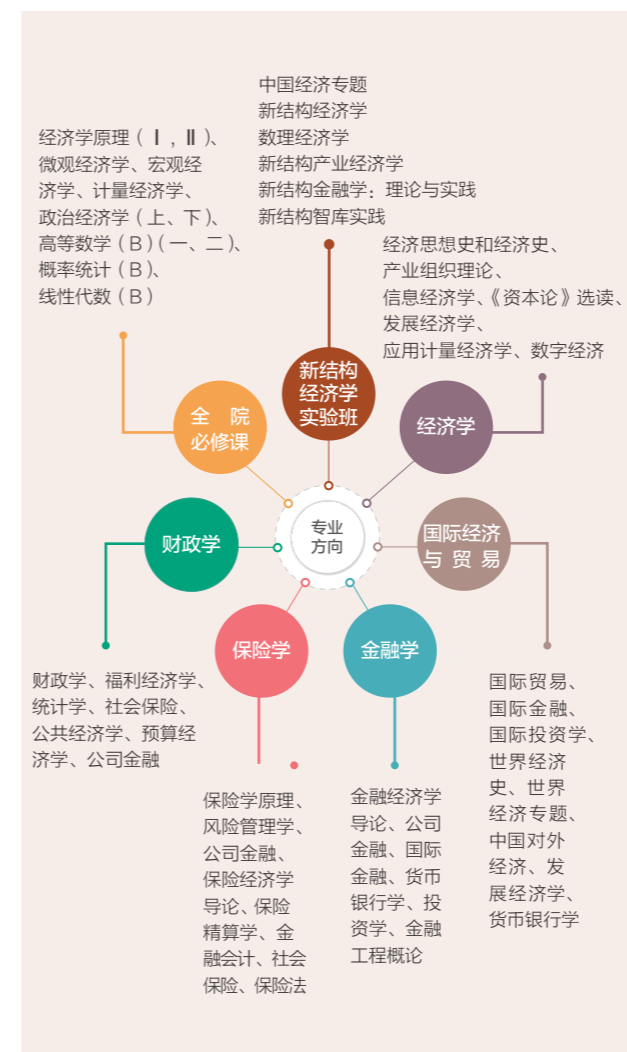 中国经济专题
新结构经济学
数理经济学
新结构产业经济学
新结构金融学：理论与实践
新结构智库实践
经济学原理（Ⅰ，Ⅱ）、
微观经济学、宏观经
济学、计量经济学、
政治经济学（上、下）、
高等数学（B）（一、二）、
概率统计（B）、
线性代数（B）
经济思想史和经济史、
产业组织理论、
信息经济学、《资本论》选读、
发展经济学、
应用计量经济学、数字经济
新结构
经济学
实验班
全 院
必修课
经济学
专业
方向
财政学
国际经济
与 贸 易
保险学
金融学
财政学、福利经济学、
统计学、社会保险、
公共经济学、预算经
济学、公司金融
保险学原理、
风险管理学、
公司金融、
保险经济学
导论、保险
精算学、金
融会计、社会
保险、保险法
金融经济学
导论、公司
金融、国际
金融、货币
银行学、投
资学、金融
工程概论
国际贸易、
国际金融、
国际投资学、
世界经济
史、世界
经济专题、
中国对外
经济、发
展经济学、
货币银行学